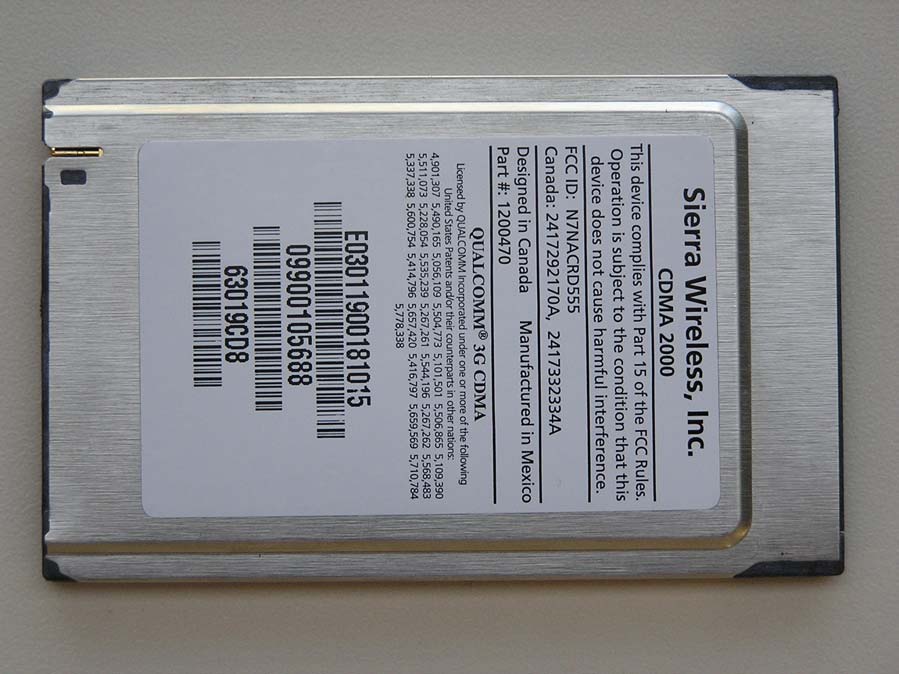 Sierra Wireless, Inc.
CDMA 2000
This device complies with Part 15 of the FCC Rules.
Operation is subject to the condition that this
device does not cause harmful interference.
FCC ID: N7NACRD555
Canada: 2417292170A, 2417332334A
Designed in Canada Manufactured in Mexico
Part #: 1200470
QUALCOMM® 3G CDMA
Licensed by QUALCOMM Incorporated under one or more of the following
United States Patents and/or their counterparts in other nations:
4,901,307 5,490,165 5,056,109 5,504,773 5,101,501 5,506,865 5,109,390
5,511,073 5,228,054 5,535,239 5,267,261 5,544,196 5,267,262 5,568,483
5,337,338 5,600,754 5,414,796 5,657,420 5,416,797 5,659,569 5,710,784
5,778,338
E03011900181015
09900105688
63019CD8